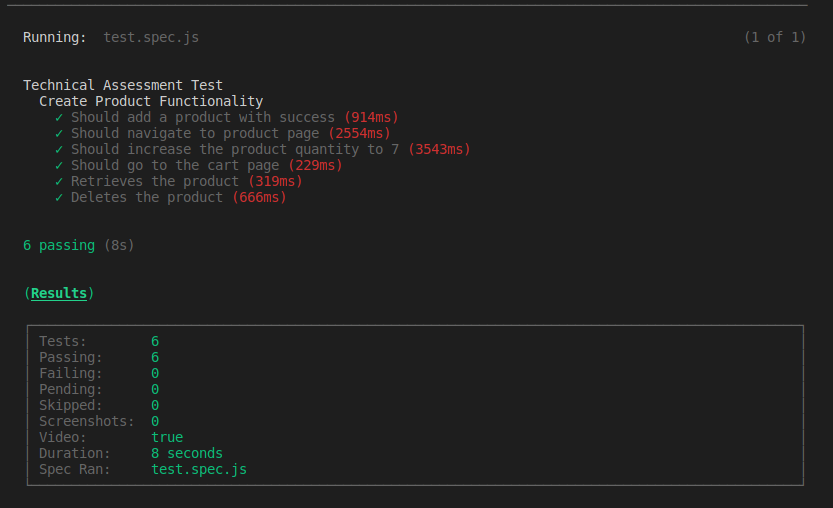 Running:  test.spec.js (1 of 1)
Technical Assessment Test
Create Product Functionality
✓ Should add a product with success (914ms)
✓ Should navigate to product page (2554ms)
✓ Should increase the product quantity to 7 (3543ms)
✓ Should go to the cart page (229ms)
✓ Retrieves the product (319ms)
✓ Deletes the product (666ms)
6 passing (8s)
(Results)
Tests: 6
Passing: 6
Failing: 0
Pending: 0
Skipped: 0
Screenshots: 0
Video: true
Duration: 8 seconds
Spec Ran: test.spec.js